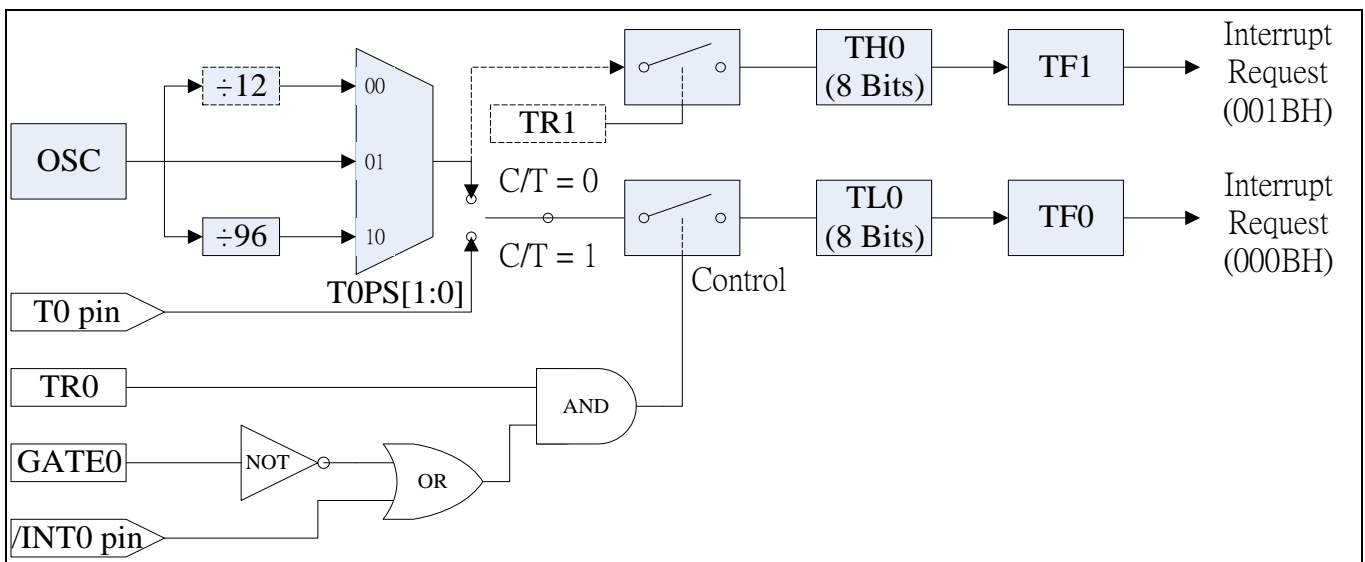 Interrupt
Request
(001BH)
TH0
(8 Bits)
TF1
÷12
00
TR1
OSC
01
C/T = 0
Interrupt
Request
(000BH)
TL0
(8 Bits)
TF0
÷96
10
C/T = 1
Control
T0PS[1:0]
T0 pin
TR0
AND
GATE0
NOT
OR
/INT0 pin